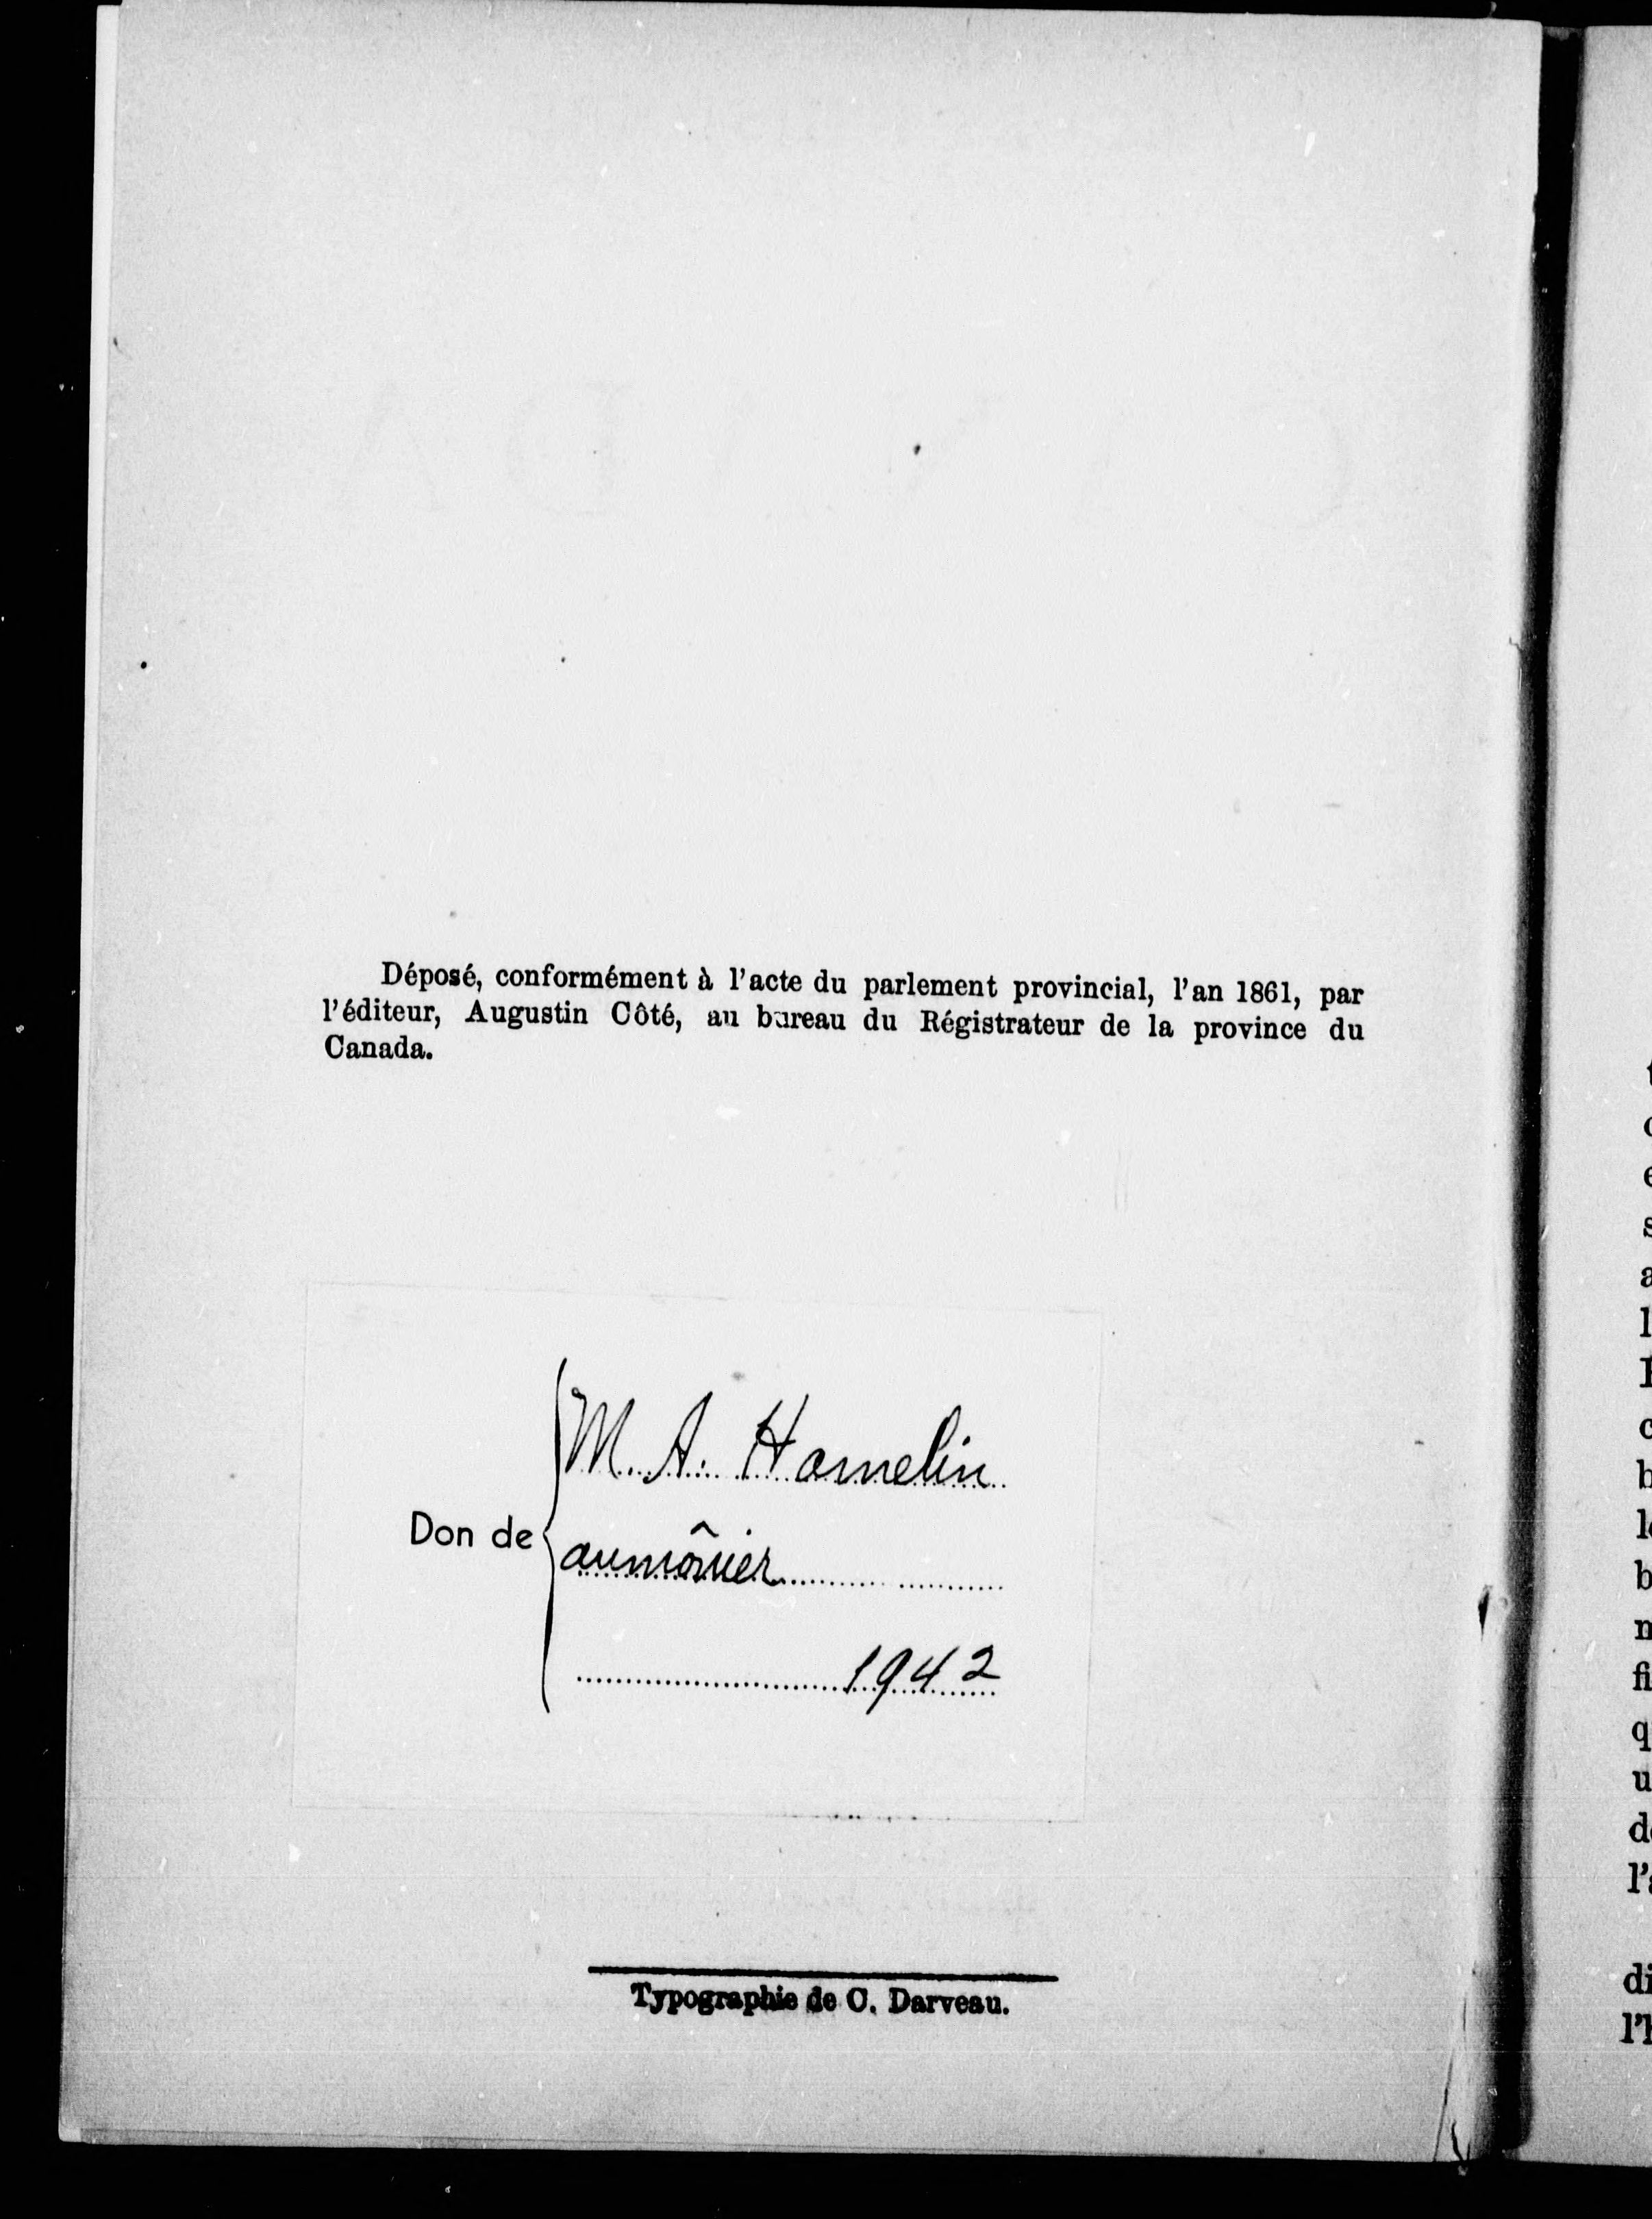 Déposé, conformément à l'acte du parlement provincial, l'an 1861, par
l'éditeur, Augustin Côté, au bureau du Régistrateur de la province du
Canada.
M. A. Hamelin
Don de
aumônier
1942
Typographie de C. Darveau.